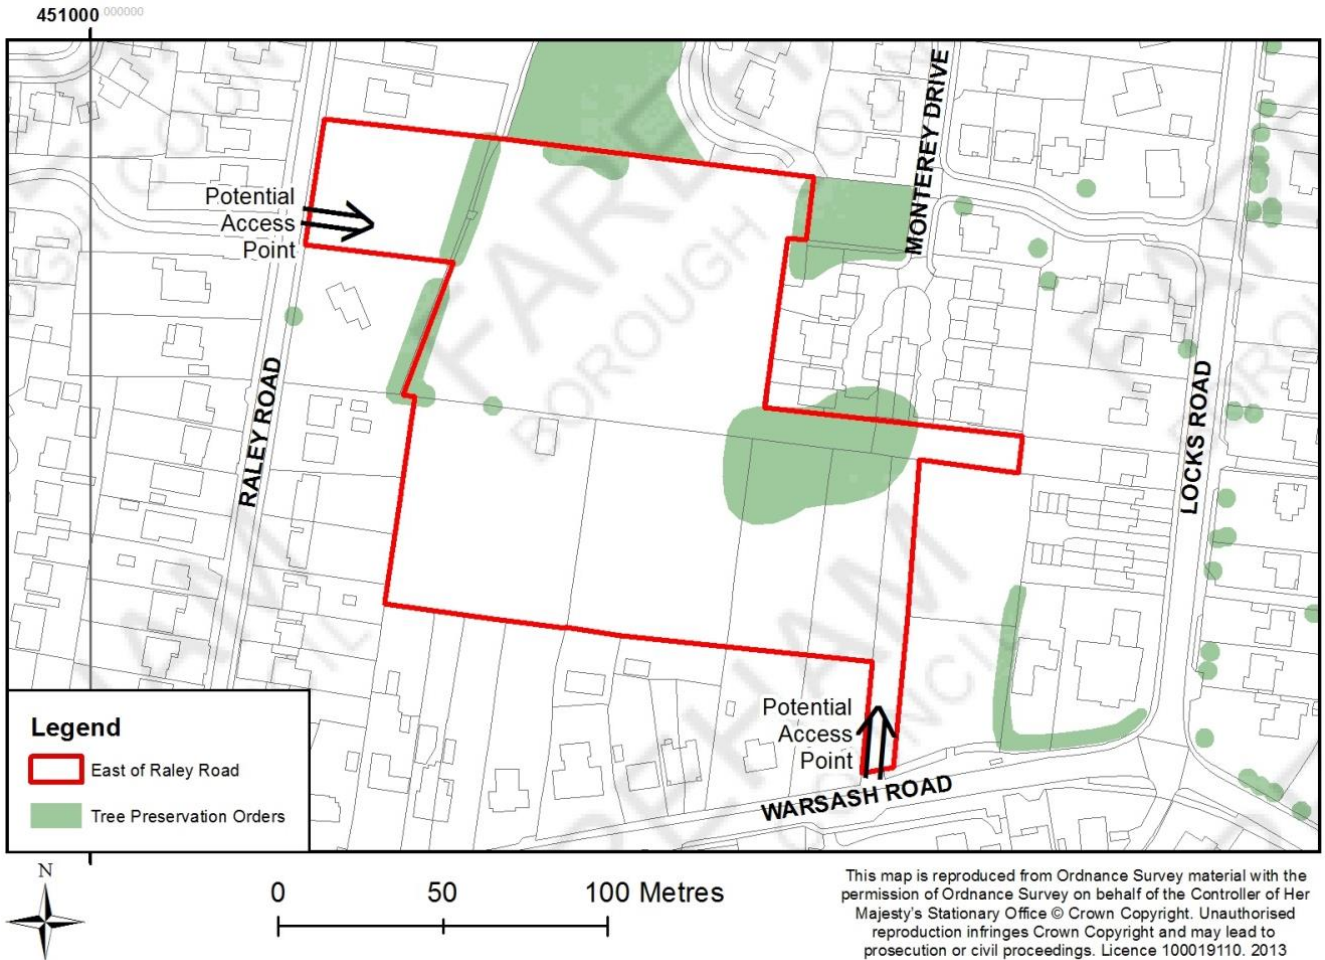 451000 000000
MONTEREY DRIVE
Potential
Access
Point
RALEY ROAD
LOCKS ROAD
Potential
Access
Point
WARSASH ROAD
FAREHAM
BOROUGH COUNCIL
Legend
East of Raley Road
Tree Preservation Orders
N
0 50 100 Metres
This map is reproduced from Ordnance Survey material with the
permission of Ordnance Survey on behalf of the Controller of Her
Majesty's Stationary Office © Crown Copyright. Unauthorised
reproduction infringes Crown Copyright and may lead to
prosecution or civil proceedings. Licence 100019110. 2013